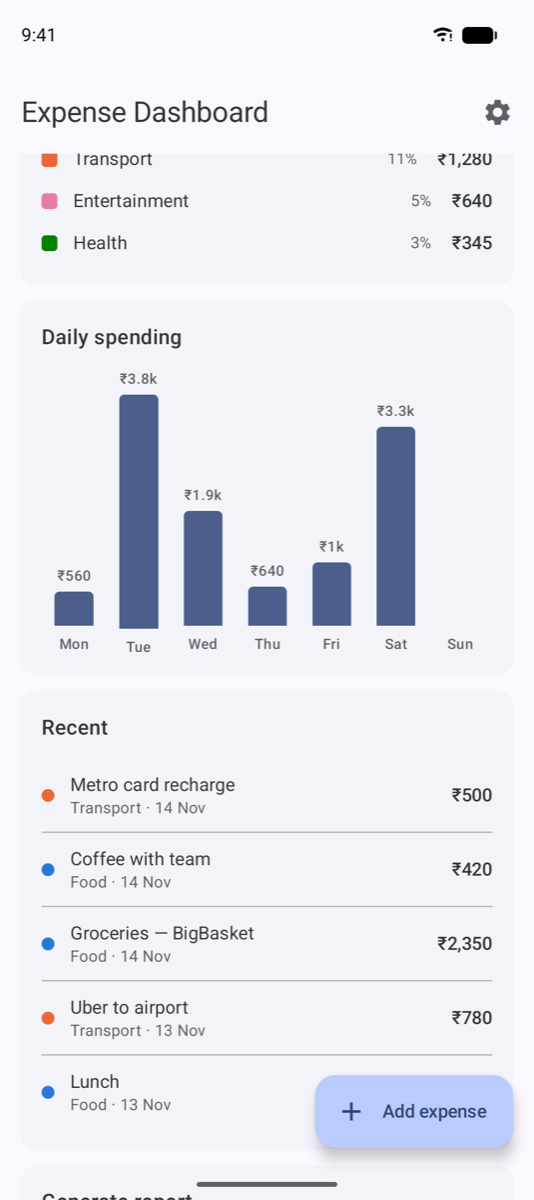 9:41
Expense Dashboard
Transport 11% ₹1,280
Entertainment 5% ₹640
Health 3% ₹345
Daily spending
₹3.8k
₹3.3k
₹1.9k
₹1k
₹560 ₹640
Mon Tue Wed Thu Fri Sat Sun
Recent
Metro card recharge
Transport · 14 Nov
₹500
Coffee with team
Food · 14 Nov
₹420
Groceries — BigBasket
Food · 14 Nov
₹2,350
Uber to airport
Transport · 13 Nov
₹780
Lunch
Food · 13 Nov
+ Add expense
Generate report